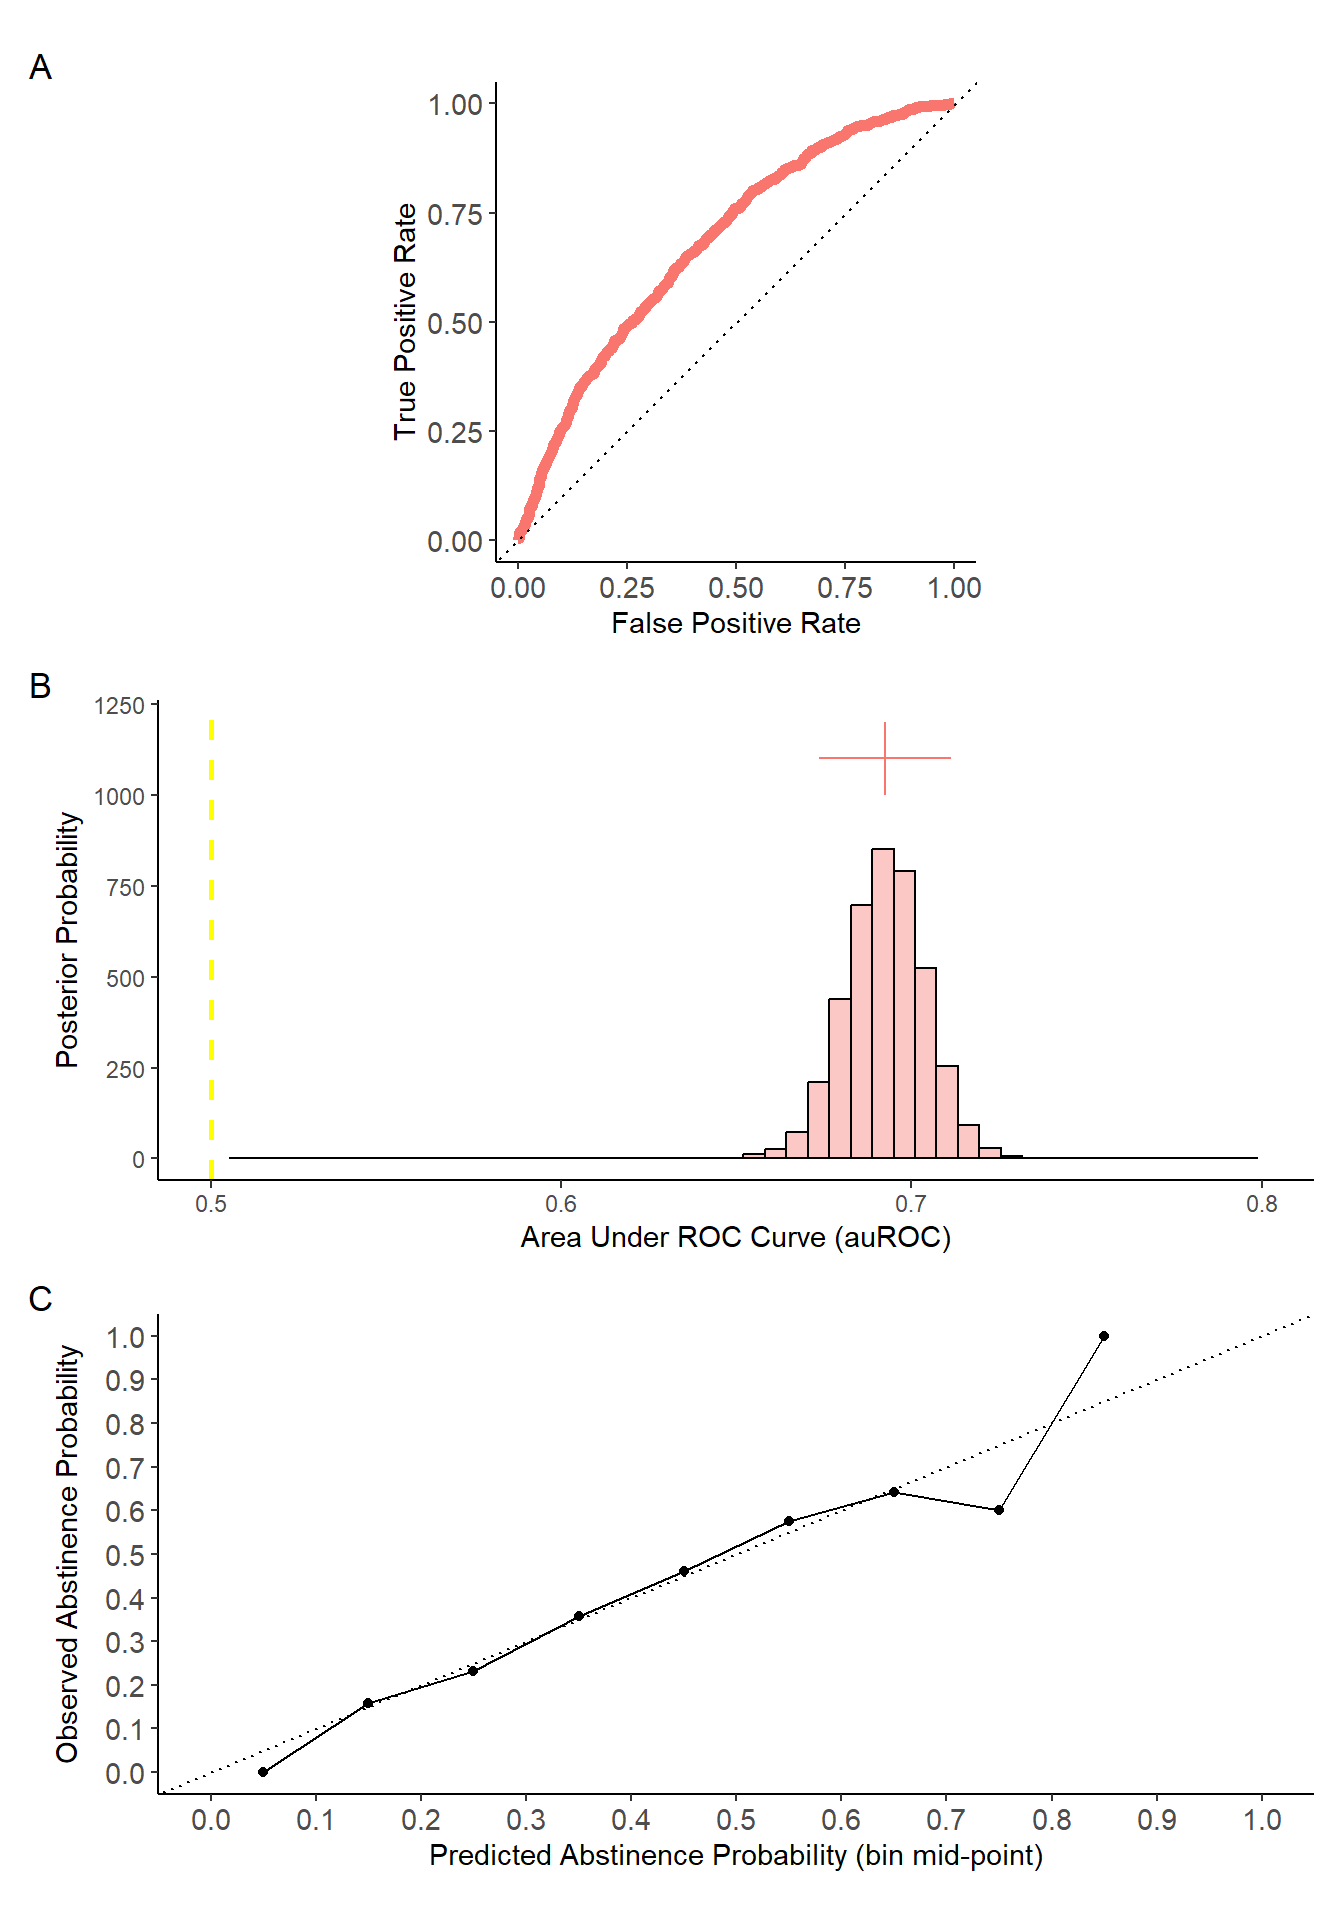 A
True Positive Rate
1.00
0.75
0.50
0.25
0.00
0.00 0.25 0.50 0.75 1.00
False Positive Rate
B
Posterior Probability
1250
1000
750
500
250
0
0.5 0.6 0.7 0.8
Area Under ROC Curve (auROC)
C
Observed Abstinence Probability
1.0
0.9
0.8
0.7
0.6
0.5
0.4
0.3
0.2
0.1
0.0
0.0 0.1 0.2 0.3 0.4 0.5 0.6 0.7 0.8 0.9 1.0
Predicted Abstinence Probability (bin mid-point)